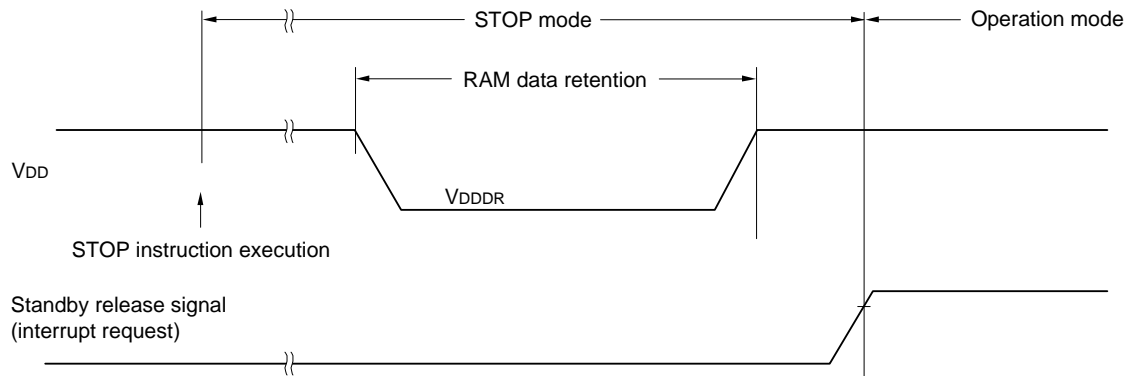 STOP mode
Operation mode
RAM data retention
VDD
VDDDR
STOP instruction execution
Standby release signal
(interrupt request)